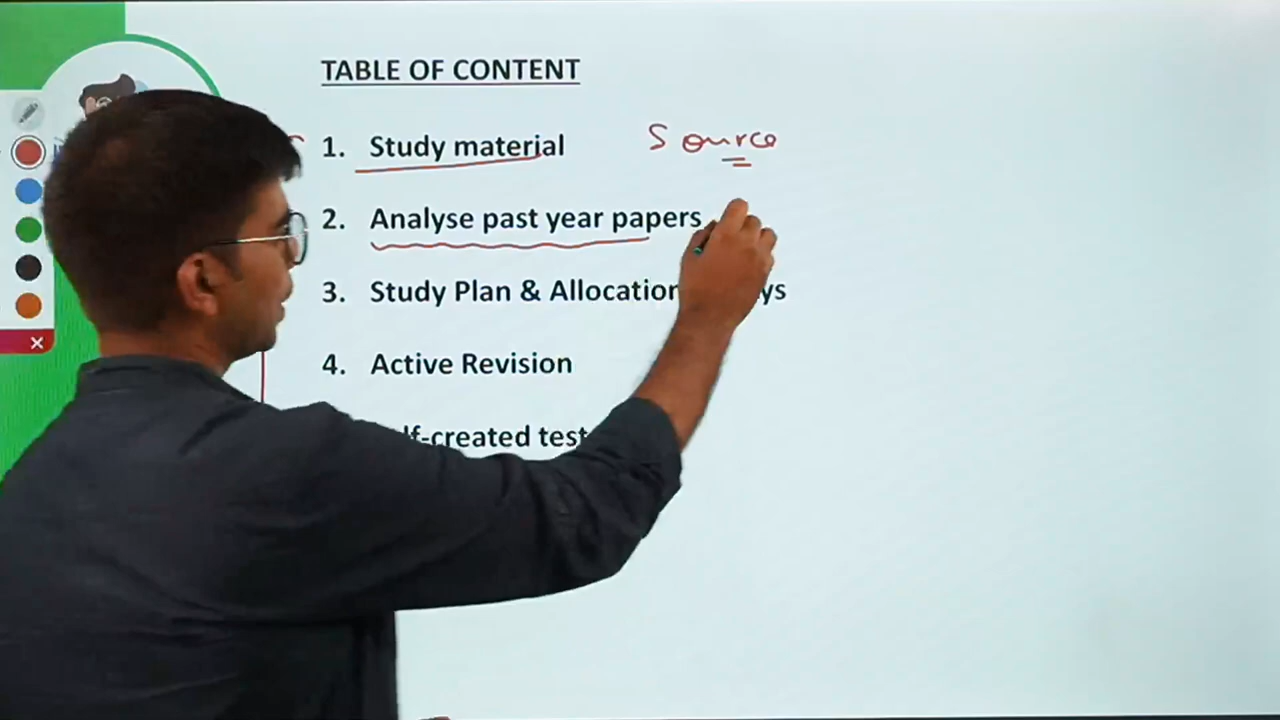 TABLE OF CONTENT
1. Study material Source
2. Analyse past year papers
3. Study Plan & Allocation
4. Active Revision